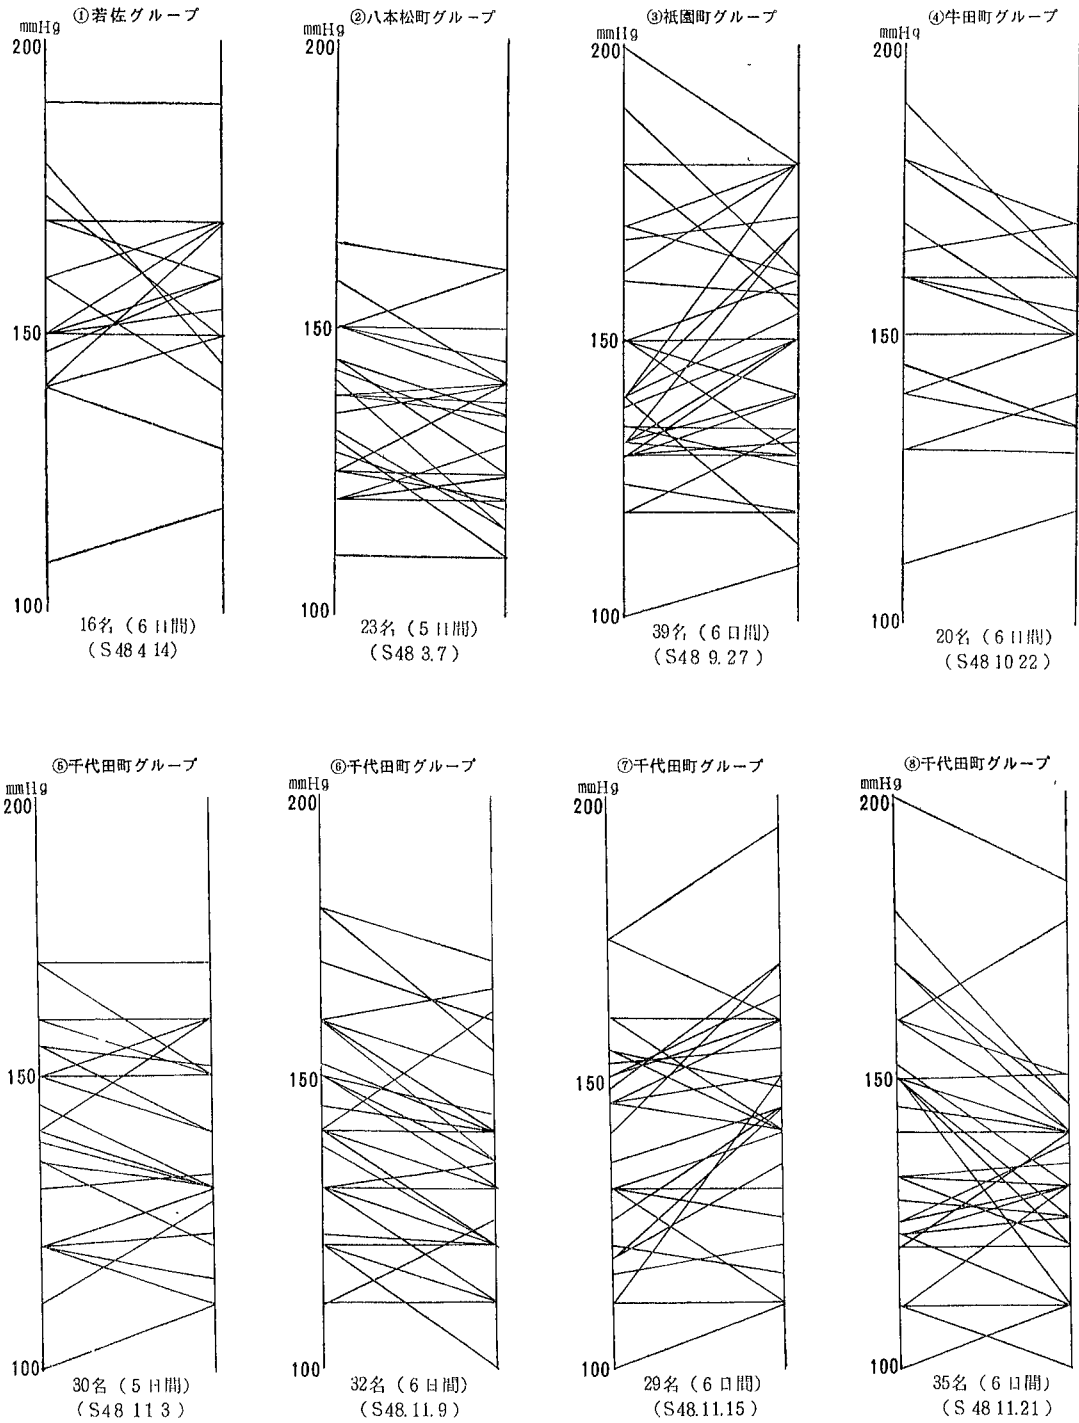 ①若佐グループ
mmHg
200
150
100
16名(6日間)
(S48 4 14)
②八本松町グループ
200
150
100
23名(5日間)
(S48 3.7)
③祇園町グループ
200
150
100
39名(6日間)
(S48 9.27)
④牛田町グループ
mmHg
200
150
100
20名(6日間)
(S48 10 22)
⑤千代田町グループ
mmHg
200
150
100
30名(5日間)
(S48 11 3)
⑥千代田町グループ
200
150
100
32名(6日間)
(S48.11.9)
⑦千代田町グループ
mmHg
200
150
100
29名(6日間)
(S48.11.15)
⑧千代田町グループ
200
150
100
35名(6日間)
(S 48 11.21)